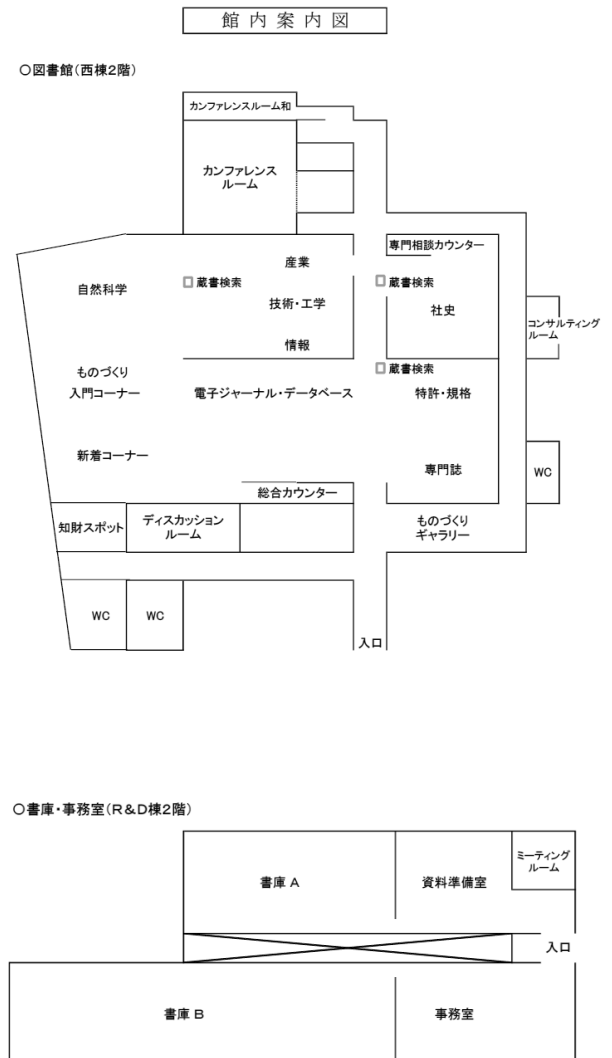 館内案内図
○図書館(西棟2階)
カンファレンスルーム和
カンファレンス
ルーム
専門相談カウンター
産業
自然科学
蔵書検索
蔵書検索
技術・工学
社史
コンサルティング
ルーム
情報
蔵書検索
ものづくり
入門コーナー
電子ジャーナル・データベース
特許・規格
新着コーナー
専門誌
WC
総合カウンター
知財スポット
ディスカッション
ルーム
ものづくり
ギャラリー
WC
WC
入口
○書庫・事務室(R&D棟2階)
ミーティング
ルーム
書庫 A
資料準備室
入口
書庫 B
事務室